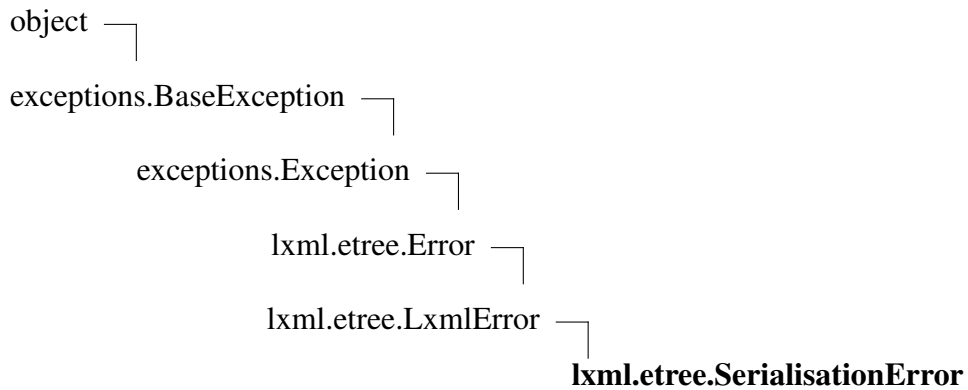 object
exceptions.BaseException
exceptions.Exception
lxml.etree.Error
lxml.etree.LxmlError
lxml.etree.SerialisationError